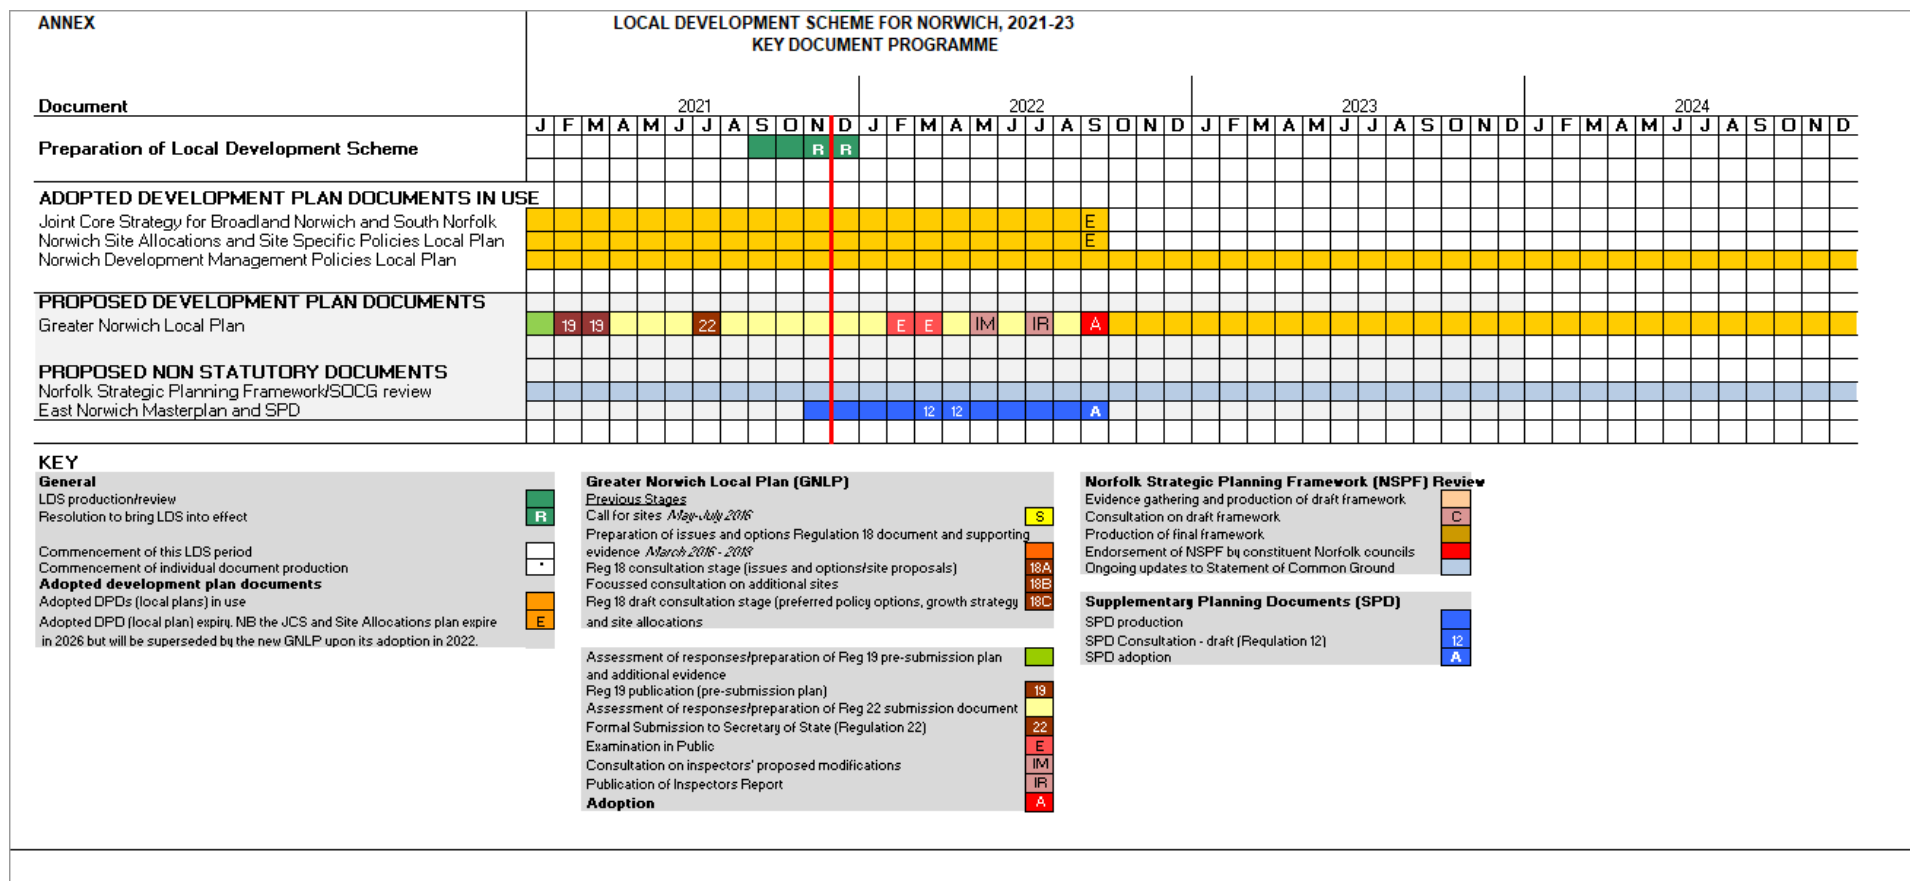 ANNEX
LOCAL DEVELOPMENT SCHEME FOR NORWICH, 2021-23
KEY DOCUMENT PROGRAMME
Document 2021 2022 2023 2024
J F M A M J J A S O N D J F M A M J J A S O N D J F M A M J J A S O N D J F M A M J J A S O N D
Preparation of Local Development Scheme R R
ADOPTED DEVELOPMENT PLAN DOCUMENTS IN USE
Joint Core Strategy for Broadland Norwich and South Norfolk E
Norwich Site Allocations and Site Specific Policies Local Plan E
Norwich Development Management Policies Local Plan
PROPOSED DEVELOPMENT PLAN DOCUMENTS
Greater Norwich Local Plan 19 19 22 E E IM IR A
PROPOSED NON STATUTORY DOCUMENTS
Norfolk Strategic Planning Framework/SOCG review
East Norwich Masterplan and SPD 12 12 A
KEY
General
LDS production/review
Resolution to bring LDS into effect R
Commencement of this LDS period
Commencement of individual document production •
Adopted development plan documents
Adopted DPDs (local plans) in use
Adopted DPD (local plan) expiry. NB the JCS and Site Allocations plan expire E
in 2026 but will be superseded by the new GNLP upon its adoption in 2022.
Greater Norwich Local Plan (GNLP)
Previous Stages
Call for sites May-July 2016 S
Preparation of issues and options Regulation 18 document and supporting
evidence March 2016 - 2018
Reg 18 consultation stage (issues and options/site proposals) 18A
Focussed consultation on additional sites 18B
Reg 18 draft consultation stage (preferred policy options, growth strategy 18C
and site allocations
Assessment of responses/preparation of Reg 19 pre-submission plan
and additional evidence
Reg 19 publication (pre-submission plan) 19
Assessment of responses/preparation of Reg 22 submission document
Formal Submission to Secretary of State (Regulation 22) 22
Examination in Public E
Consultation on inspectors' proposed modifications IM
Publication of Inspectors Report IR
Adoption A
Norfolk Strategic Planning Framework (NSPF) Review
Evidence gathering and production of draft framework
Consultation on draft framework C
Production of final framework
Endorsement of NSPF by constituent Norfolk councils
Ongoing updates to Statement of Common Ground
Supplementary Planning Documents (SPD)
SPD production
SPD Consultation - draft (Regulation 12) 12
SPD adoption A